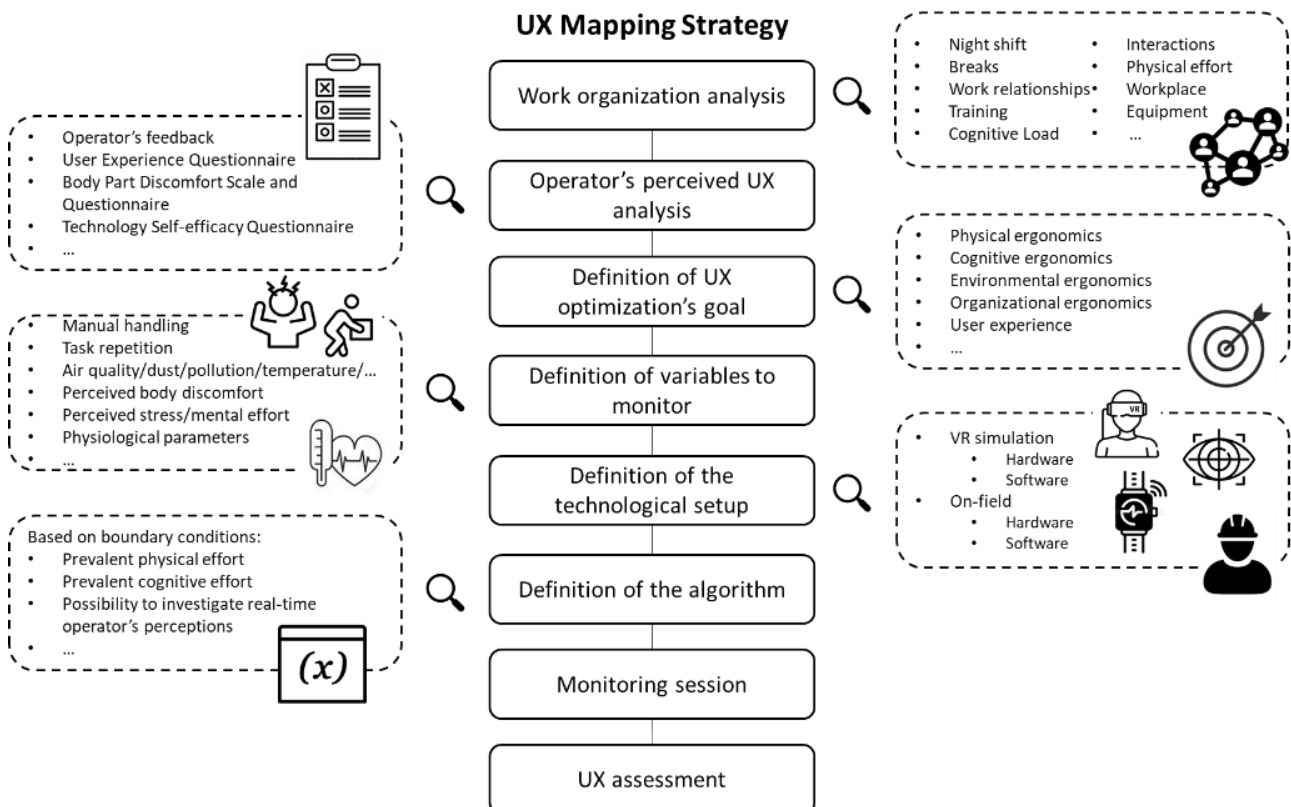 UX Mapping Strategy
Work organization analysis
• Night shift
• Breaks
• Work relationships
• Training
• Cognitive Load
• Interactions
• Physical effort
• Workplace
• Equipment
• ...
• Operator's feedback
• User Experience Questionnaire
• Body Part Discomfort Scale and
Questionnaire
• Technology Self-efficacy Questionnaire
• ...
Operator's perceived UX
analysis
Definition of UX
optimization's goal
• Physical ergonomics
• Cognitive ergonomics
• Environmental ergonomics
• Organizational ergonomics
• User experience
• ...
• Manual handling
• Task repetition
• Air quality/dust/pollution/temperature/...
• Perceived body discomfort
• Perceived stress/mental effort
• Physiological parameters
• ...
Definition of variables to
monitor
Definition of the
technological setup
VR
• VR simulation
• Hardware
• Software
• On-field
• Hardware
• Software
Based on boundary conditions:
• Prevalent physical effort
• Prevalent cognitive effort
• Possibility to investigate real-time
operator's perceptions
• ...
(x)
Definition of the algorithm
Monitoring session
UX assessment